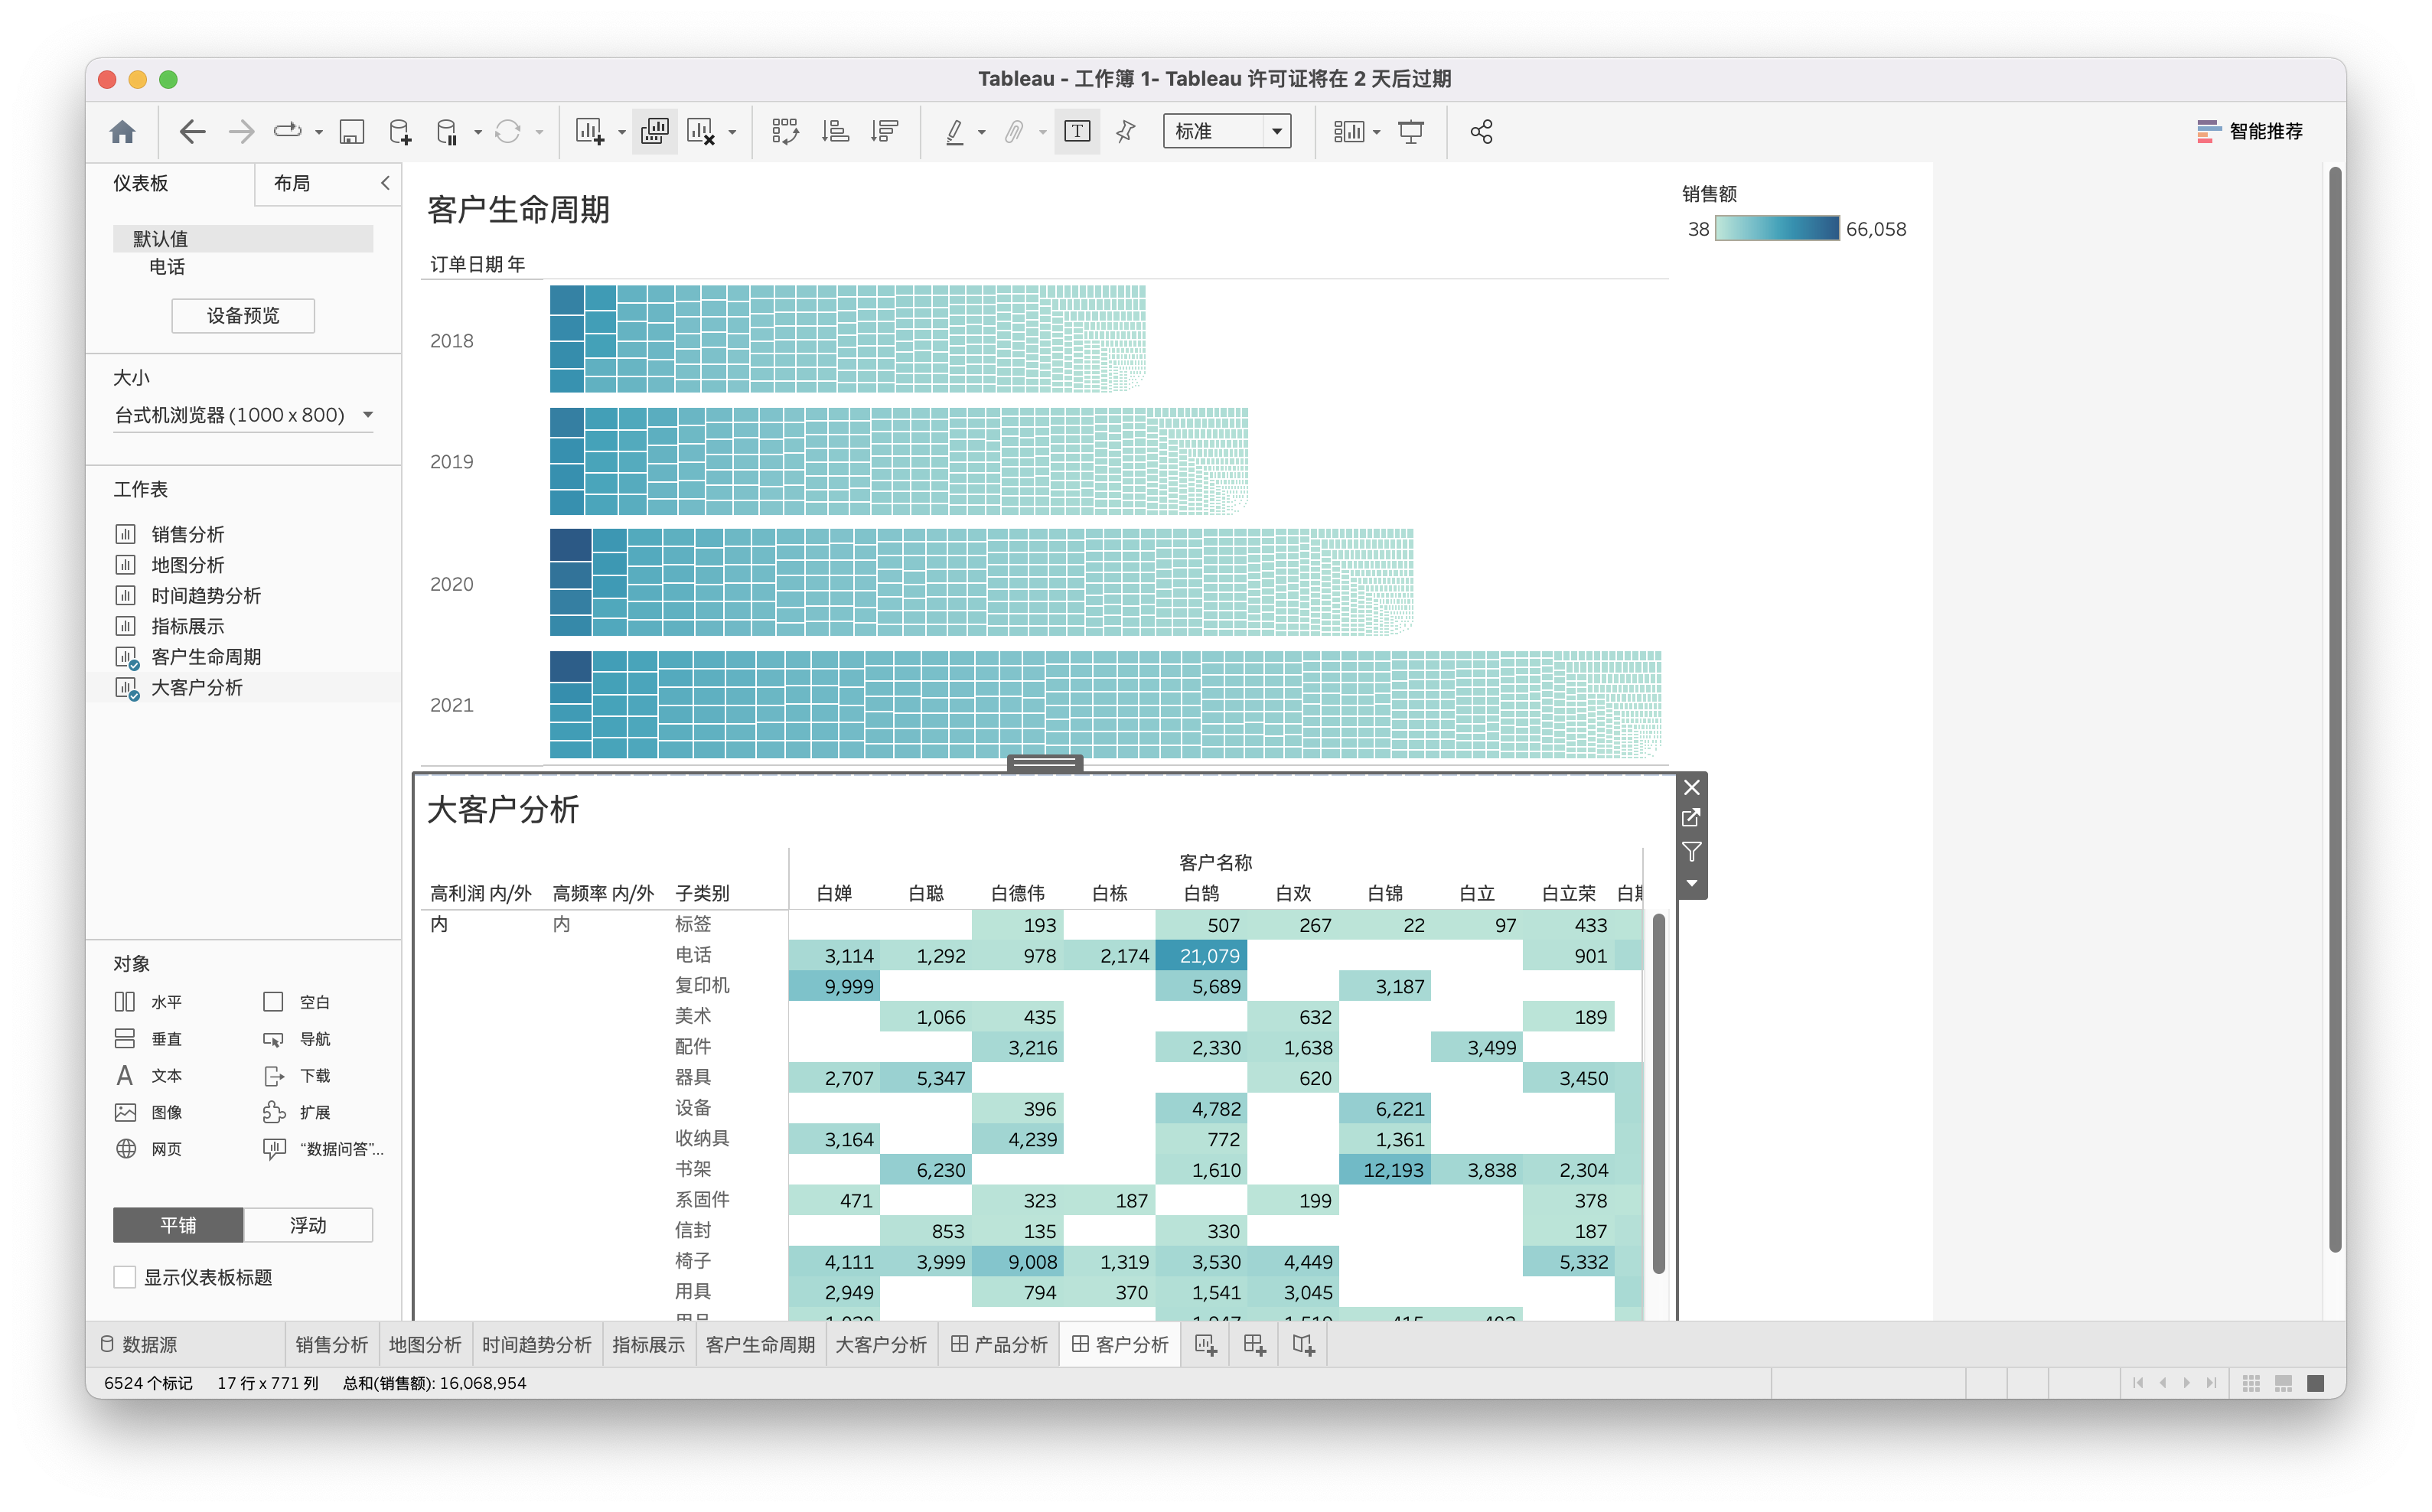 Tableau - 工作簿 1- Tableau 许可证将在 2 天后过期
标准
智能推荐
仪表板
布局
默认值
电话
设备预览
大小
台式机浏览器 (1000 x 800)
工作表
销售分析
地图分析
时间趋势分析
指标展示
客户生命周期
大客户分析
对象
水平 空白
垂直 导航
文本 下载
图像 扩展
网页 “数据问答”...
平铺 浮动
显示仪表板标题
客户生命周期
订单日期 年
2018
2019
2020
2021
销售额
38 66,058
大客户分析
客户名称
高利润 内/外 高频率 内/外 子类别 白婵 白聪 白德伟 白栋 白鹄 白欢 白锦 白立 白立荣
内 内 标签 193 507 267 22 97 433
电话 3,114 1,292 978 2,174 21,079 901
复印机 9,999 5,689 3,187
美术 1,066 435 632 189
配件 3,216 2,330 1,638 3,499
器具 2,707 5,347 620 3,450
设备 396 4,782 6,221
收纳具 3,164 4,239 772 1,361
书架 6,230 1,610 12,193 3,838 2,304
系固件 471 323 187 199 378
信封 853 135 330 187
椅子 4,111 3,999 9,008 1,319 3,530 4,449 5,332
用具 2,949 794 370 1,541 3,045
数据源 销售分析 地图分析 时间趋势分析 指标展示 客户生命周期 大客户分析 产品分析 客户分析
6524 个标记 17 行 x 771 列 总和(销售额): 16,068,954